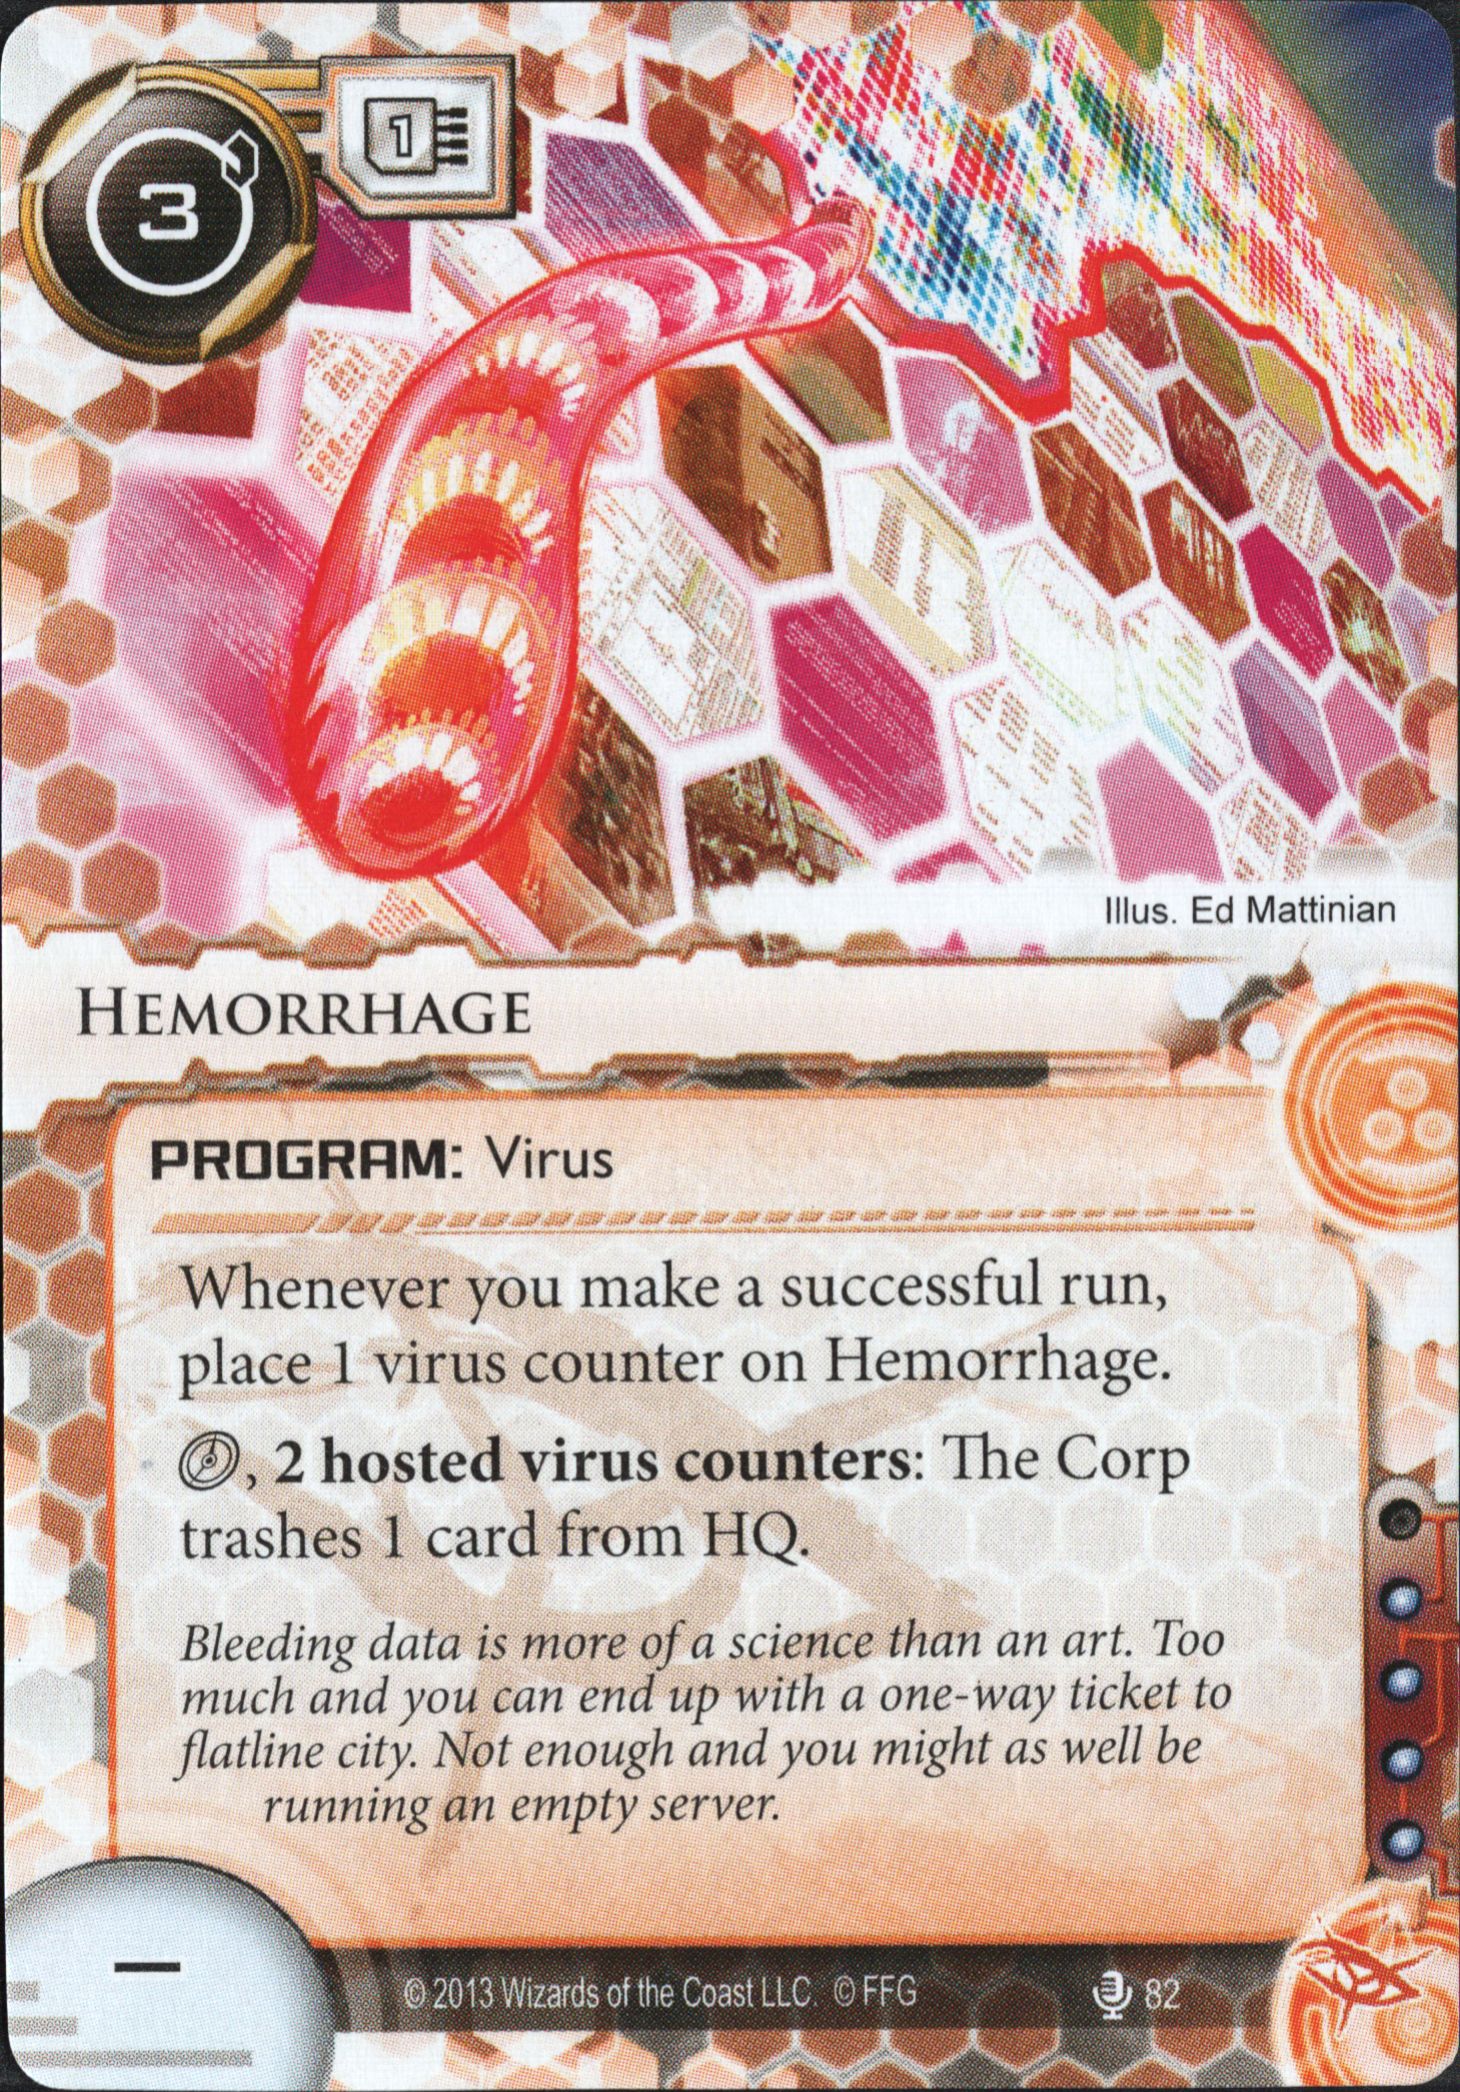 3
1
Illus. Ed Mattinian
HEMORRHAGE
PROGRAM: Virus
Whenever you make a successful run,
place 1 virus counter on Hemorrhage.
, 2 hosted virus counters: The Corp
trashes 1 card from HQ.
Bleeding data is more of a science than an art. Too
much and you can end up with a one-way ticket to
flatline city. Not enough and you might as well be
running an empty server.
–
© 2013 Wizards of the Coast LLC. © FFG
82